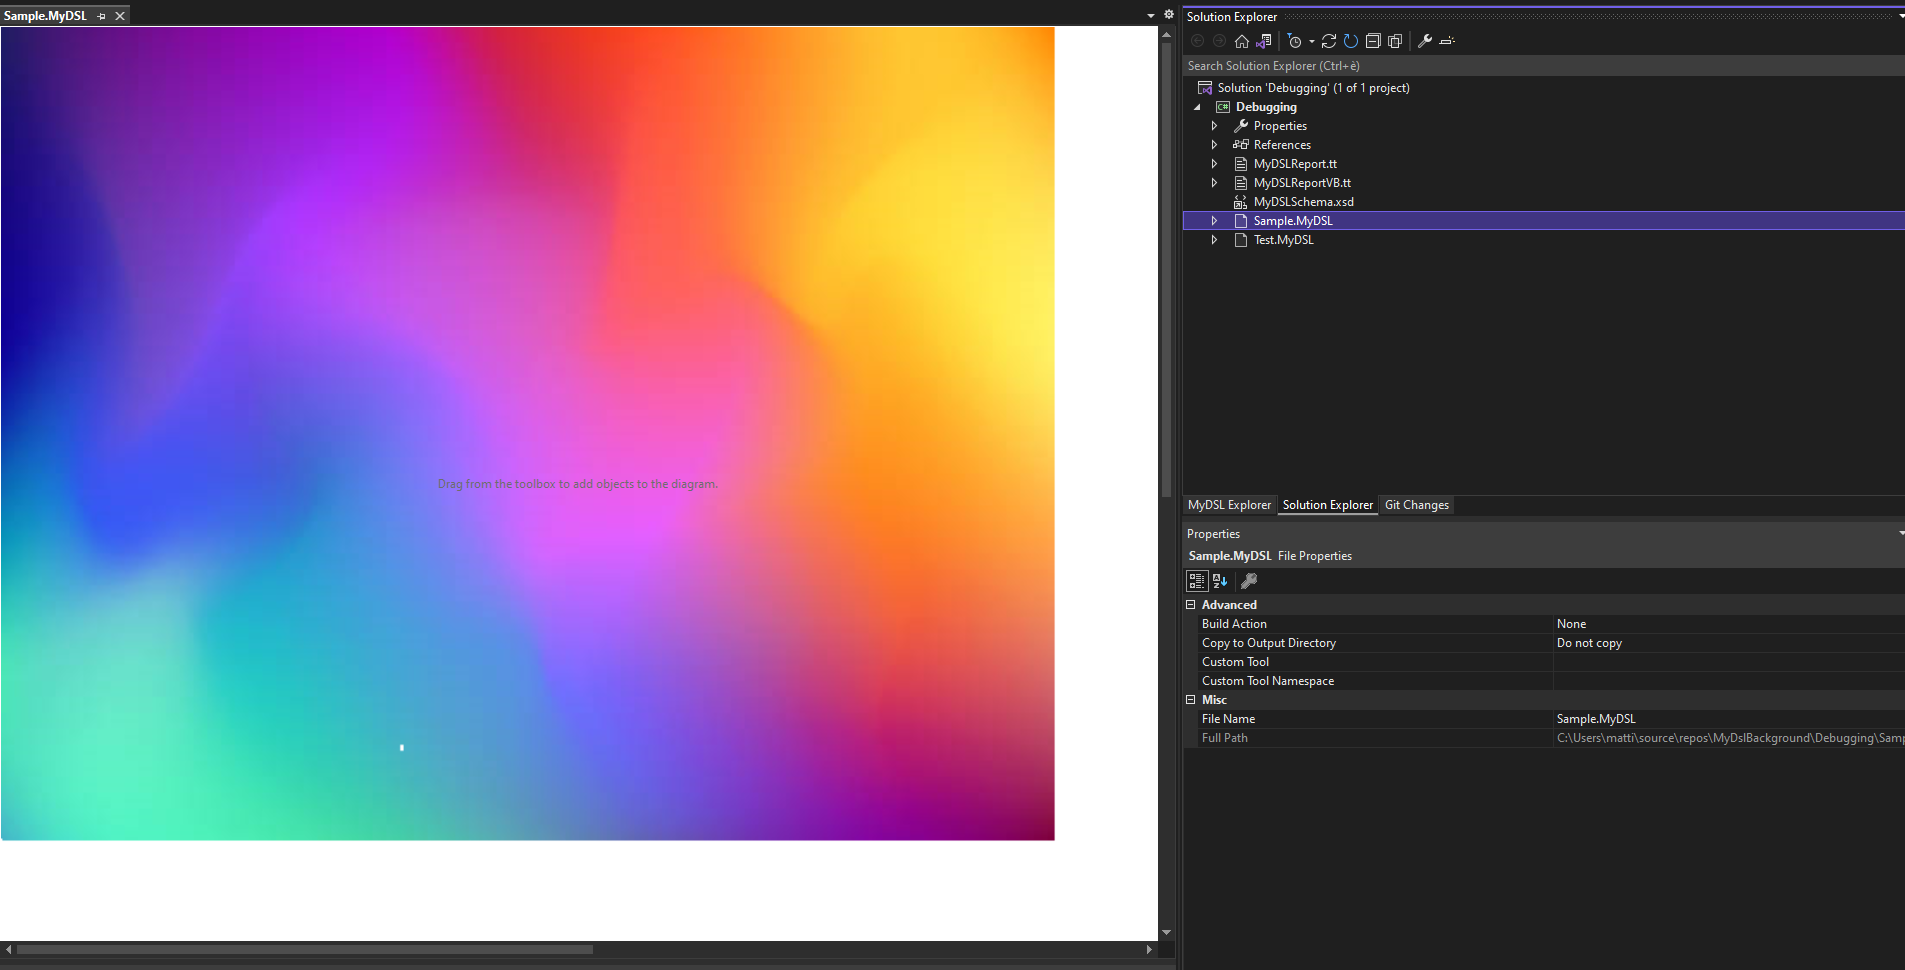 Sample.MyDSL
Drag from the toolbox to add objects to the diagram.
Solution Explorer
Search Solution Explorer (Ctrl+è)
Solution 'Debugging' (1 of 1 project)
C# Debugging
Properties
References
MyDSLReport.tt
MyDSLReportVB.tt
MyDSLSchema.xsd
Sample.MyDSL
Test.MyDSL
MyDSL Explorer Solution Explorer Git Changes
Properties
Sample.MyDSL File Properties
Advanced
Build Action None
Copy to Output Directory Do not copy
Custom Tool
Custom Tool Namespace
Misc
File Name Sample.MyDSL
Full Path C:\Users\matti\source\repos\MyDslBackground\Debugging\Samp